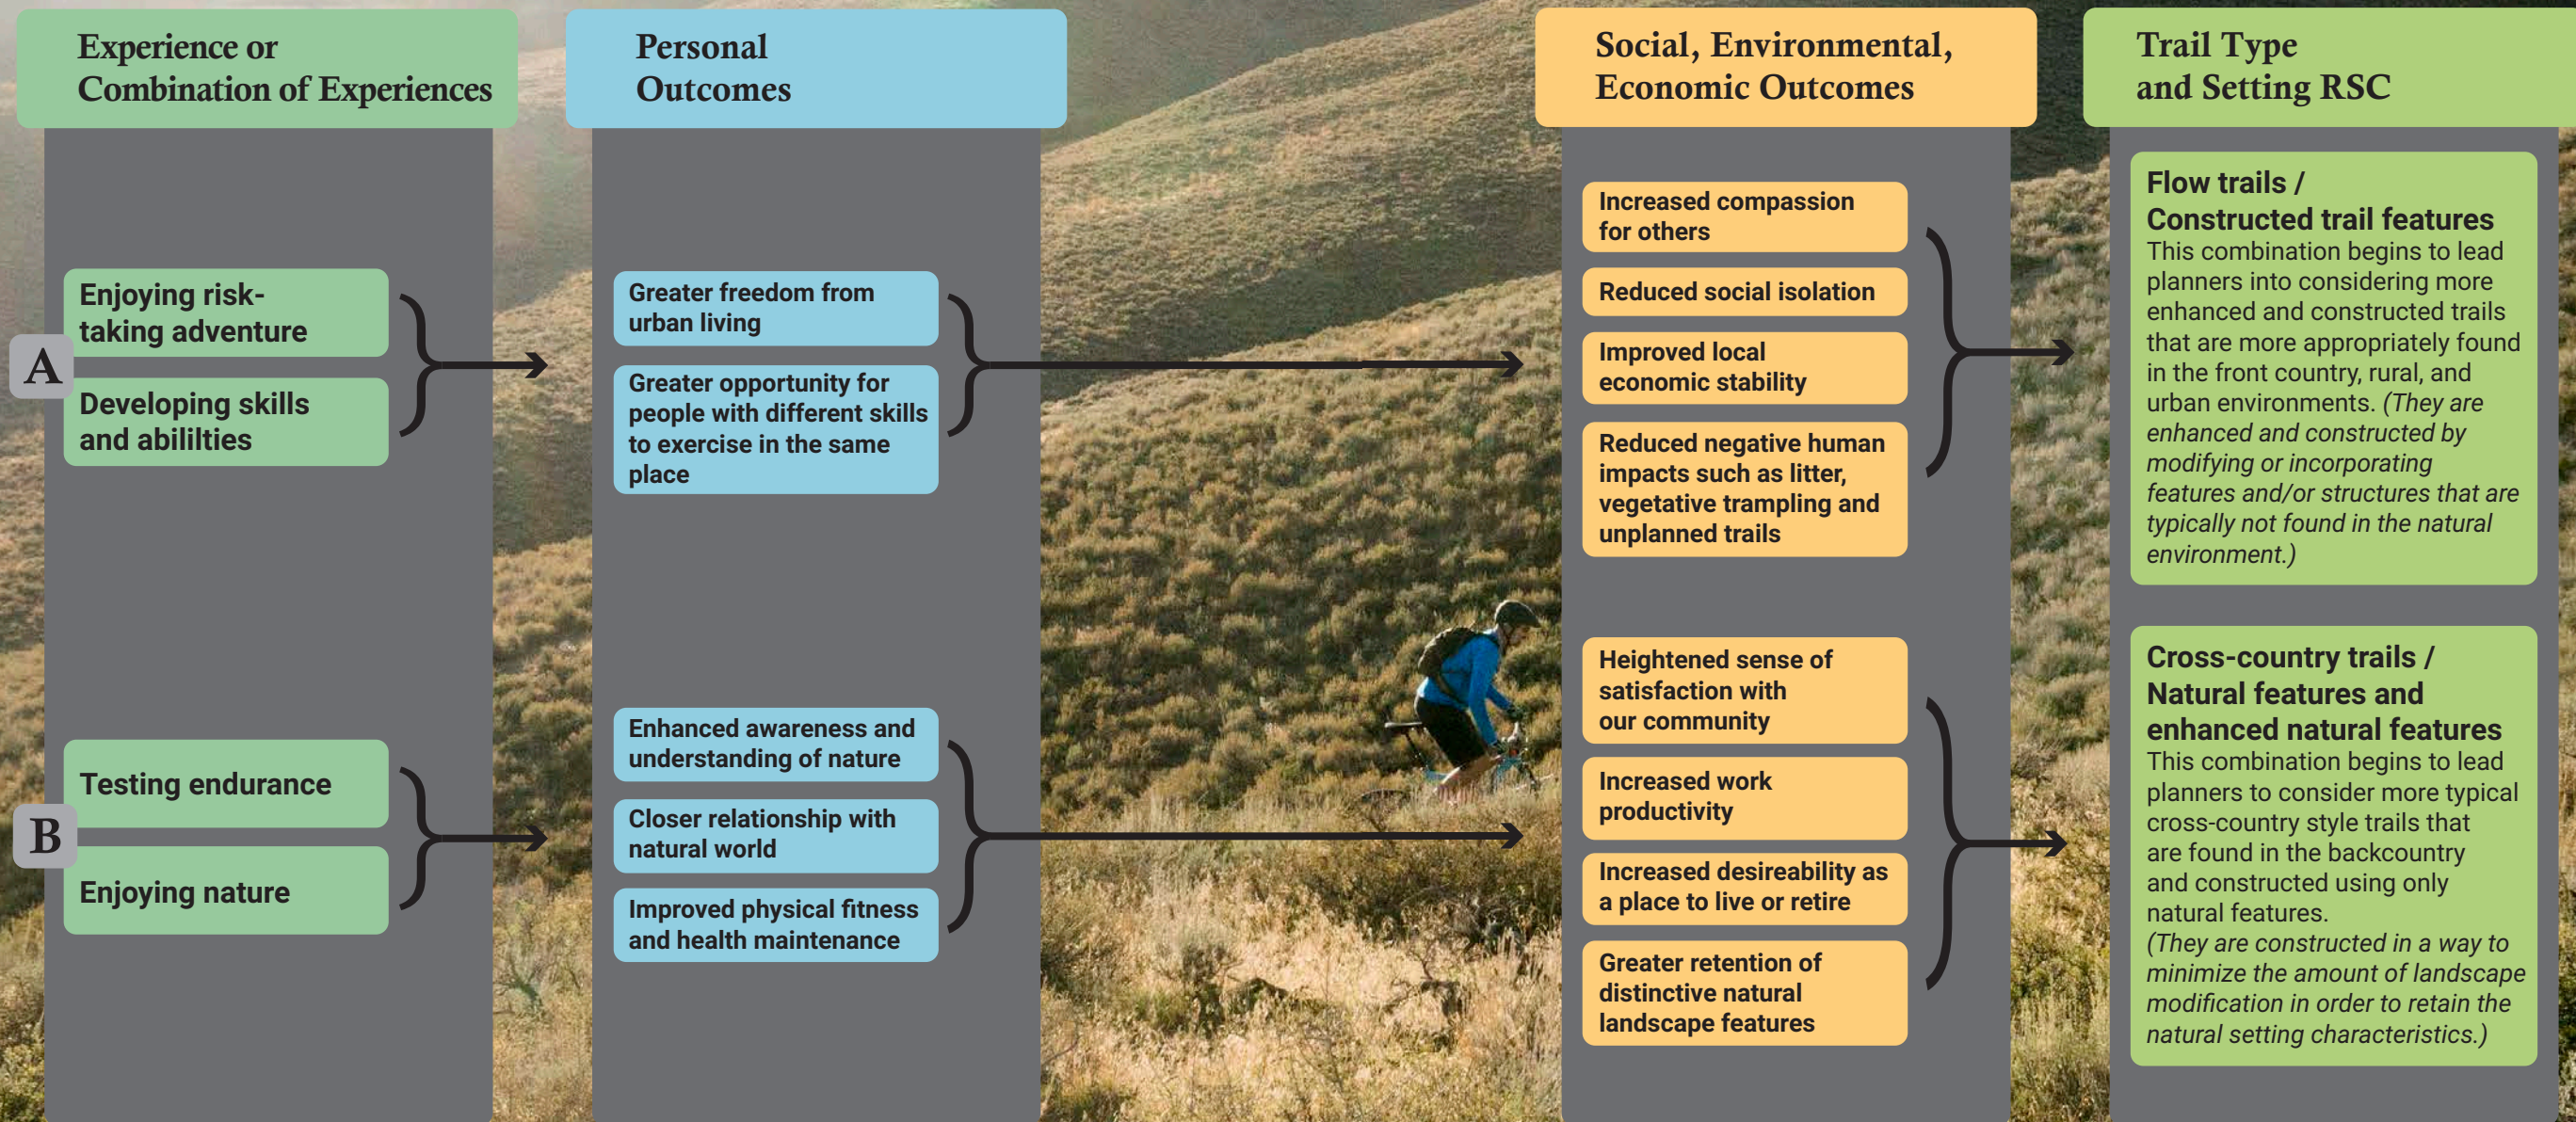 Experience or
Combination of Experiences
Personal
Outcomes
Social, Environmental,
Economic Outcomes
Trail Type
and Setting RSC
A
Enjoying risk-
taking adventure
Developing skills
and abililties
Greater freedom from
urban living
Greater opportunity for
people with different skills
to exercise in the same
place
Increased compassion
for others
Reduced social isolation
Improved local
economic stability
Reduced negative human
impacts such as litter,
vegetative trampling and
unplanned trails
Flow trails /
Constructed trail features
This combination begins to lead
planners into considering more
enhanced and constructed trails
that are more appropriately found
in the front country, rural, and
urban environments. (They are
enhanced and constructed by
modifying or incorporating
features and/or structures that are
typically not found in the natural
environment.)
B
Testing endurance
Enjoying nature
Enhanced awareness and
understanding of nature
Closer relationship with
natural world
Improved physical fitness
and health maintenance
Heightened sense of
satisfaction with
our community
Increased work
productivity
Increased desireability as
a place to live or retire
Greater retention of
distinctive natural
landscape features
Cross-country trails /
Natural features and
enhanced natural features
This combination begins to lead
planners to consider more typical
cross-country style trails that
are found in the backcountry
and constructed using only
natural features.
(They are constructed in a way to
minimize the amount of landscape
modification in order to retain the
natural setting characteristics.)